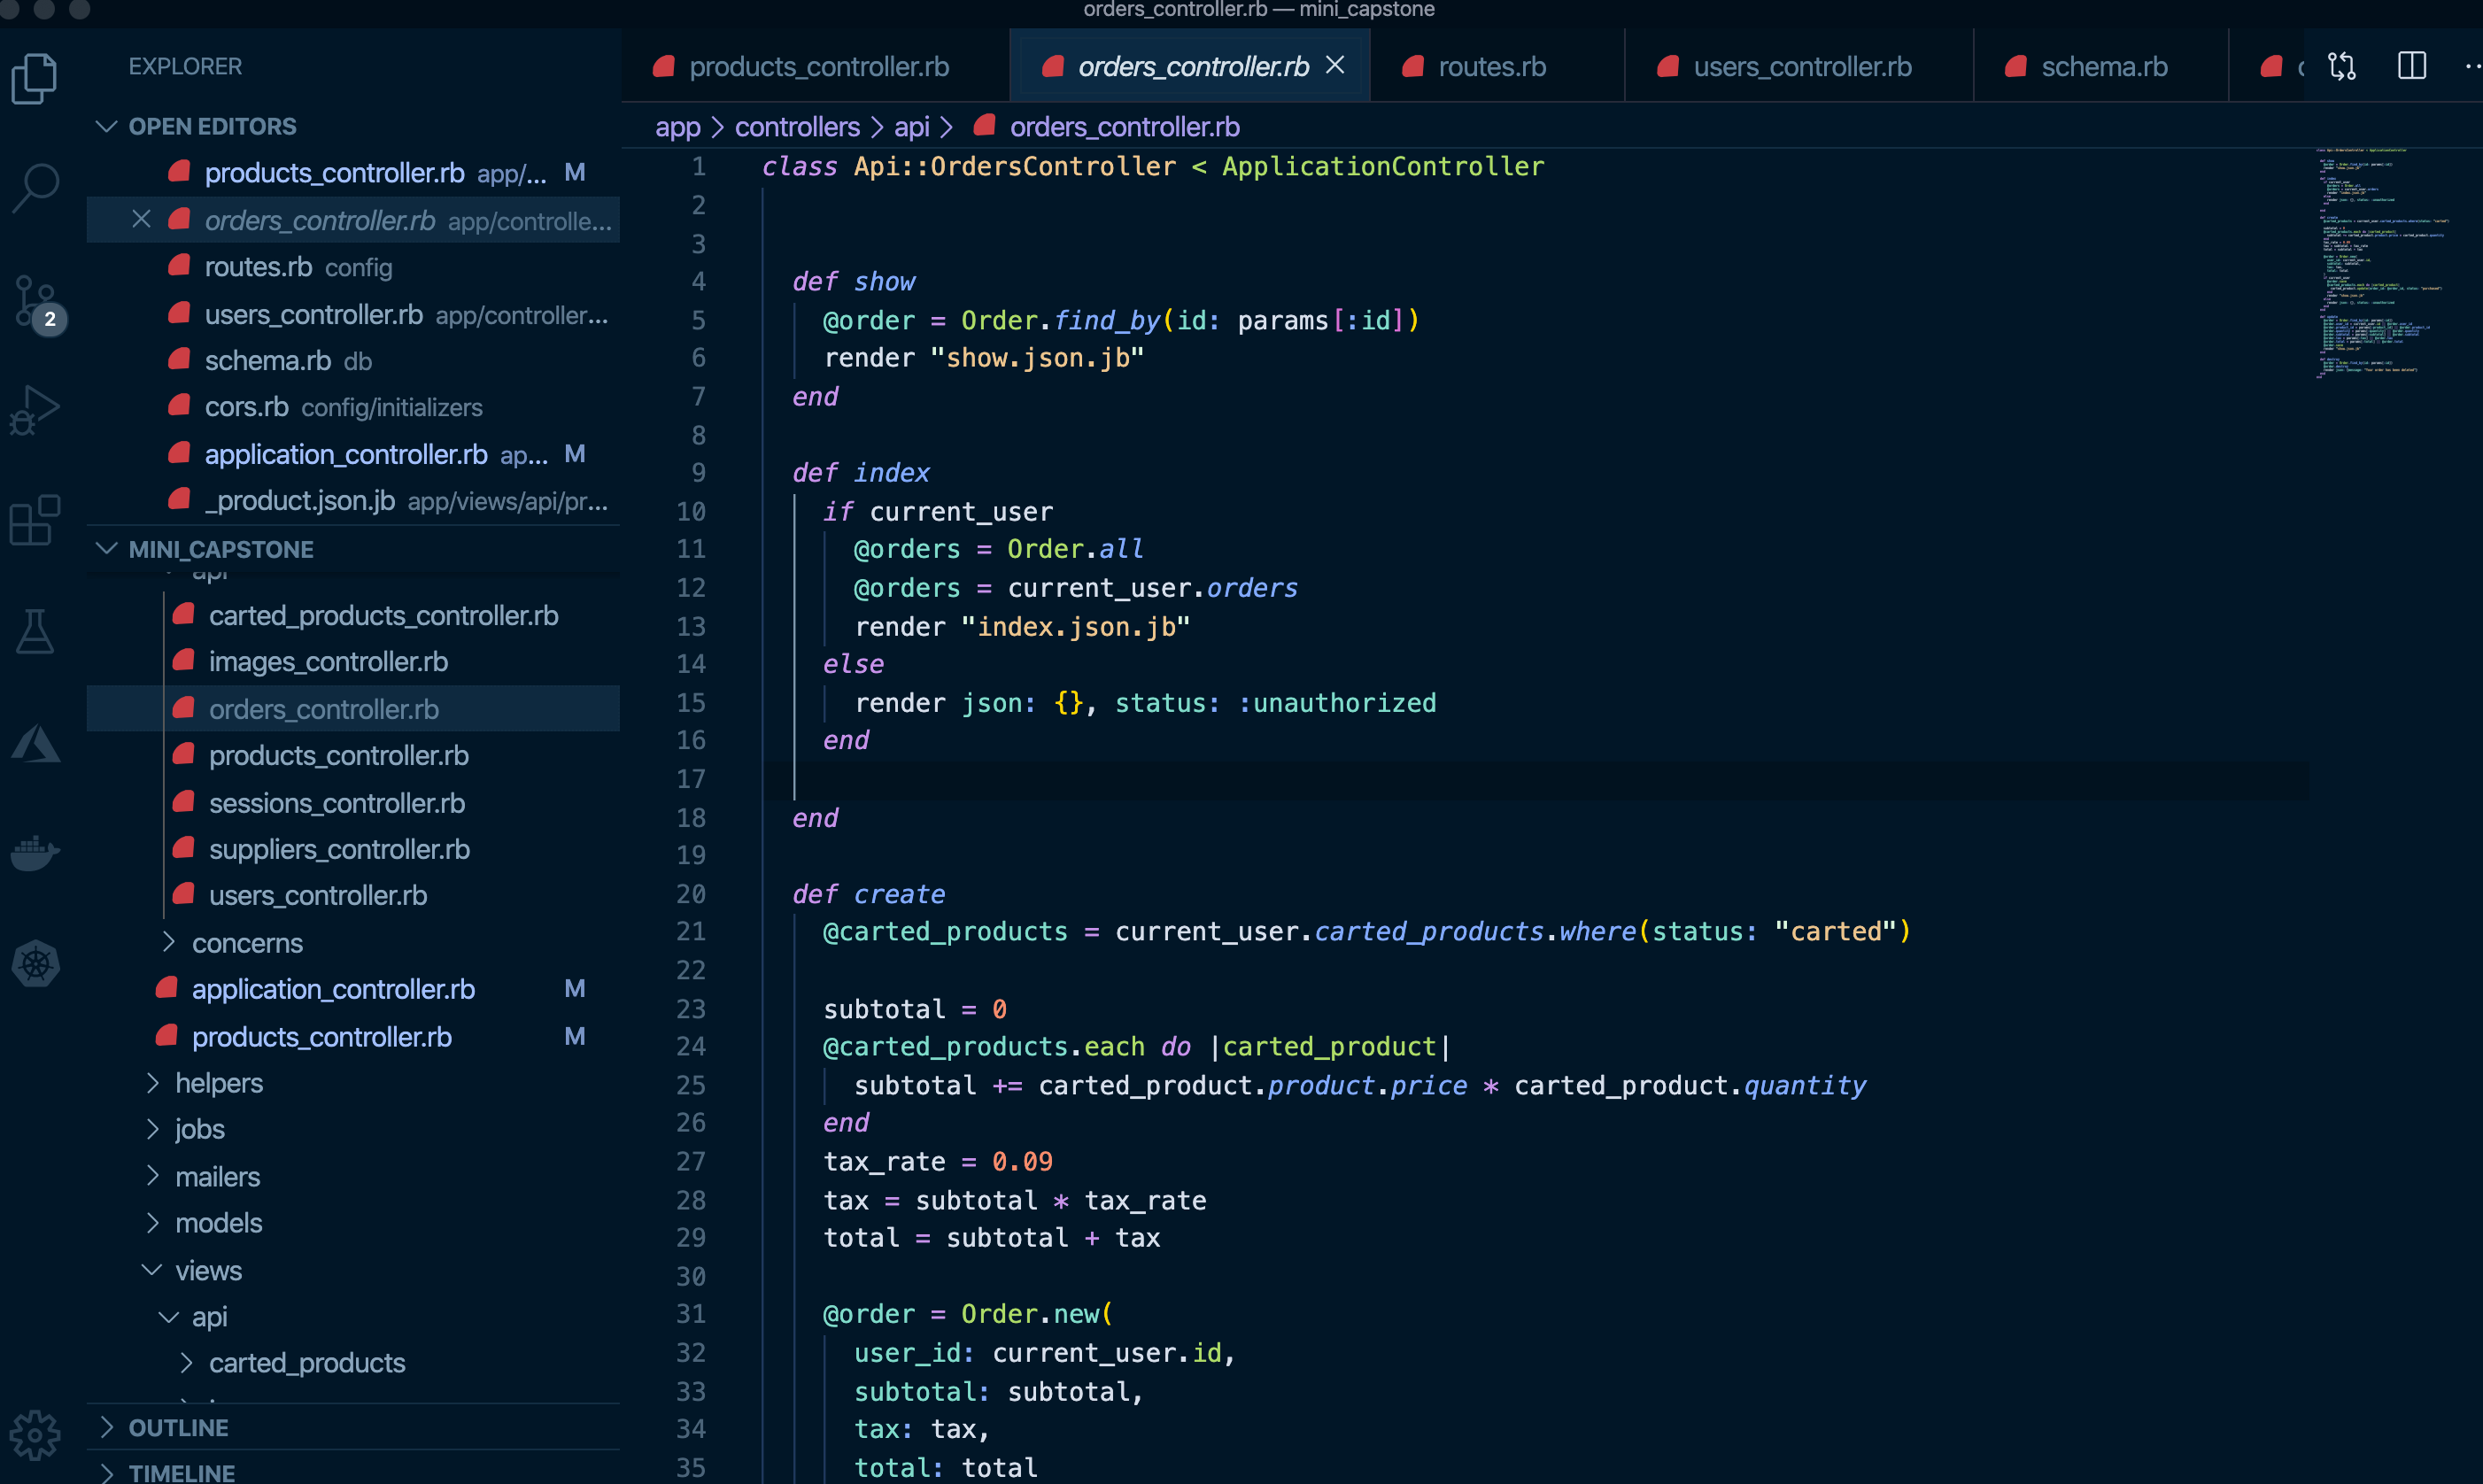 orders_controller.rb — mini_capstone
EXPLORER
OPEN EDITORS
products_controller.rb app/... M
orders_controller.rb app/controlle...
routes.rb config
users_controller.rb app/controller...
schema.rb db
cors.rb config/initializers
application_controller.rb ap... M
_product.json.jb app/views/api/pr...
MINI_CAPSTONE
api
carted_products_controller.rb
images_controller.rb
orders_controller.rb
products_controller.rb
sessions_controller.rb
suppliers_controller.rb
users_controller.rb
concerns
application_controller.rb M
products_controller.rb M
helpers
jobs
mailers
models
views
api
carted_products
OUTLINE
TIMELINE
2
products_controller.rb orders_controller.rb routes.rb users_controller.rb schema.rb
app > controllers > api > orders_controller.rb
1 class Api::OrdersController < ApplicationController
2
3
4 def show
5 @order = Order.find_by(id: params[:id])
6 render "show.json.jb"
7 end
8
9 def index
10 if current_user
11 @orders = Order.all
12 @orders = current_user.orders
13 render "index.json.jb"
14 else
15 render json: {}, status: :unauthorized
16 end
17
18 end
19
20 def create
21 @carted_products = current_user.carted_products.where(status: "carted")
22
23 subtotal = 0
24 @carted_products.each do |carted_product|
25 subtotal += carted_product.product.price * carted_product.quantity
26 end
27 tax_rate = 0.09
28 tax = subtotal * tax_rate
29 total = subtotal + tax
30
31 @order = Order.new(
32 user_id: current_user.id,
33 subtotal: subtotal,
34 tax: tax,
35 total: total